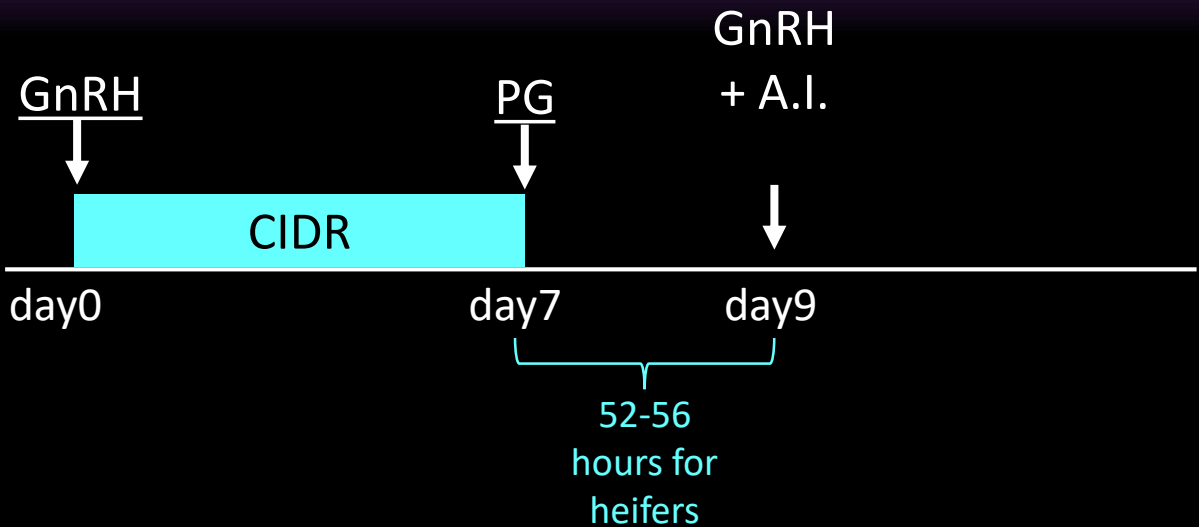 GnRH
+ A.I.
GnRH
PG
CIDR
day0
day7
day9
52-56
hours for
heifers